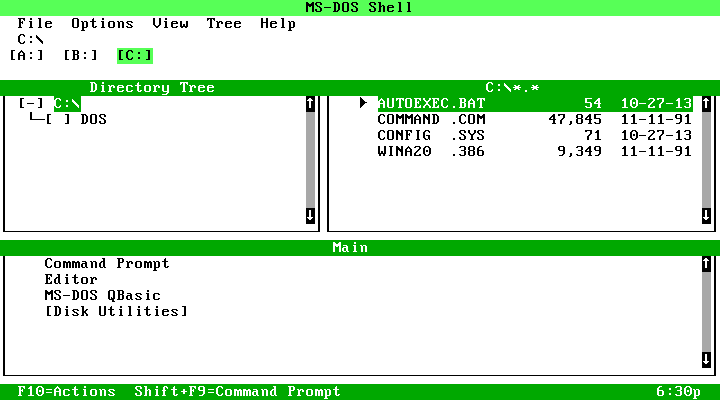 MS-DOS Shell
File Options View Tree Help
C:\
[A:] [B:] [C:]
Directory Tree
[-] C:\
[ ] DOS
C:\*.*
AUTOEXEC.BAT 54 10-27-13
COMMAND .COM 47,845 11-11-91
CONFIG .SYS 71 10-27-13
WINA20 .386 9,349 11-11-91
Main
Command Prompt
Editor
MS-DOS QBasic
[Disk Utilities]
F10=Actions Shift+F9=Command Prompt 6:30p